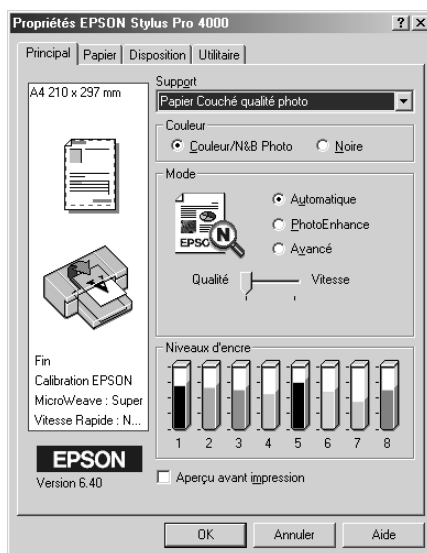 Propriétés EPSON Stylus Pro 4000
Principal
Papier
Disposition
Utilitaire
A4 210 x 297 mm
Support
Papier Couché qualité photo
Couleur
Couleur/N&B Photo
Noire
Mode
EPSON
N
Automatique
PhotoEnhance
Avancé
Qualité
Vitesse
Fin
Calibration EPSON
MicroWeave : Super
Vitesse Rapide : N...
Niveaux d'encre
1 2 3 4 5 6 7 8
EPSON
Version 6.40
Aperçu avant impression
OK
Annuler
Aide